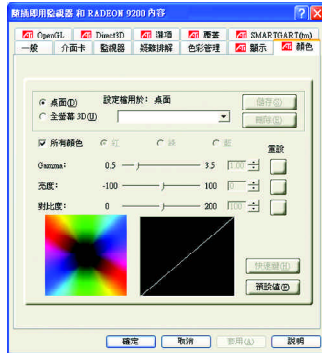 隨插即用監視器 和 RADEON 9200 內容
OpenGL Direct3D 選項 覆蓋 SMARTGART(tm)
一般 介面卡 監視器 疑難排解 色彩管理 顯示 顏色
桌面(D) 設定檔用於: 桌面 儲存(S)
全螢幕 3D(U) 刪除(E)
所有顏色 紅 綠 藍 重設
Gamma: 0.5 3.5 1.00
亮度: -100 100 0
對比度: 0 200 100
快速鍵(H)
預設值(F)
確定 取消 套用(A) 說明